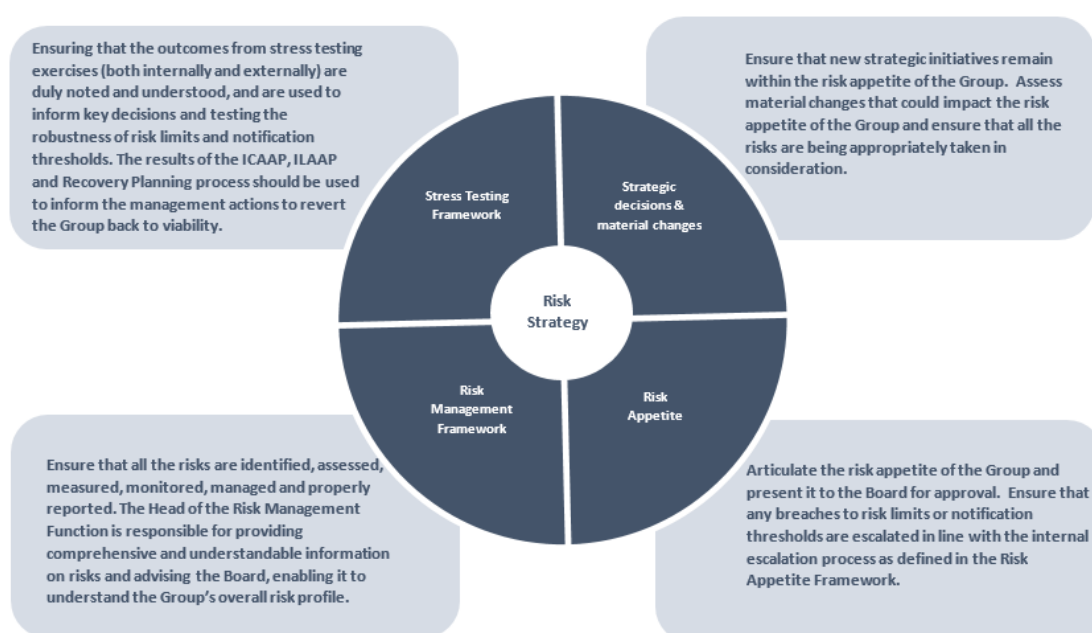 Ensuring that the outcomes from stress testing
exercises (both internally and externally) are
duly noted and understood, and are used to
inform key decisions and testing the
robustness of risk limits and notification
thresholds. The results of the ICAAP, ILAAP
and Recovery Planning process should be used
to inform the management actions to revert
the Group back to viability.
Ensure that new strategic initiatives remain
within the risk appetite of the Group. Assess
material changes that could impact the risk
appetite of the Group and ensure that all the
risks are being appropriately taken in
consideration.
Stress Testing
Framework
Strategic
decisions &
material changes
Risk
Strategy
Risk
Management
Framework
Risk
Appetite
Ensure that all the risks are identified, assessed,
measured, monitored, managed and properly
reported. The Head of the Risk Management
Function is responsible for providing
comprehensive and understandable information
on risks and advising the Board, enabling it to
understand the Group's overall risk profile.
Articulate the risk appetite of the Group and
present it to the Board for approval. Ensure that
any breaches to risk limits or notification
thresholds are escalated in line with the internal
escalation process as defined in the Risk
Appetite Framework.